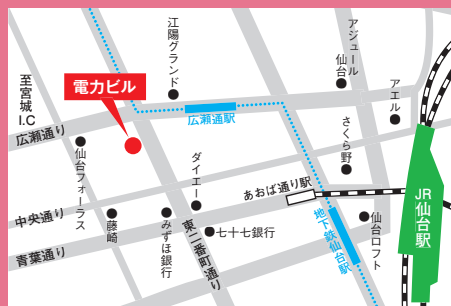 江陽グランド
アジュール
仙台
至宮城
I.C
電力ビル
アエル
広瀬通駅
広瀬通り
仙台フォーラス
さくら野
ダイエー
あおば通り駅
JR
仙台駅
中央通り
藤崎
みずほ
銀行
東二番町通り
七十七銀行
地下鉄仙台駅
仙台ロフト
青葉通り